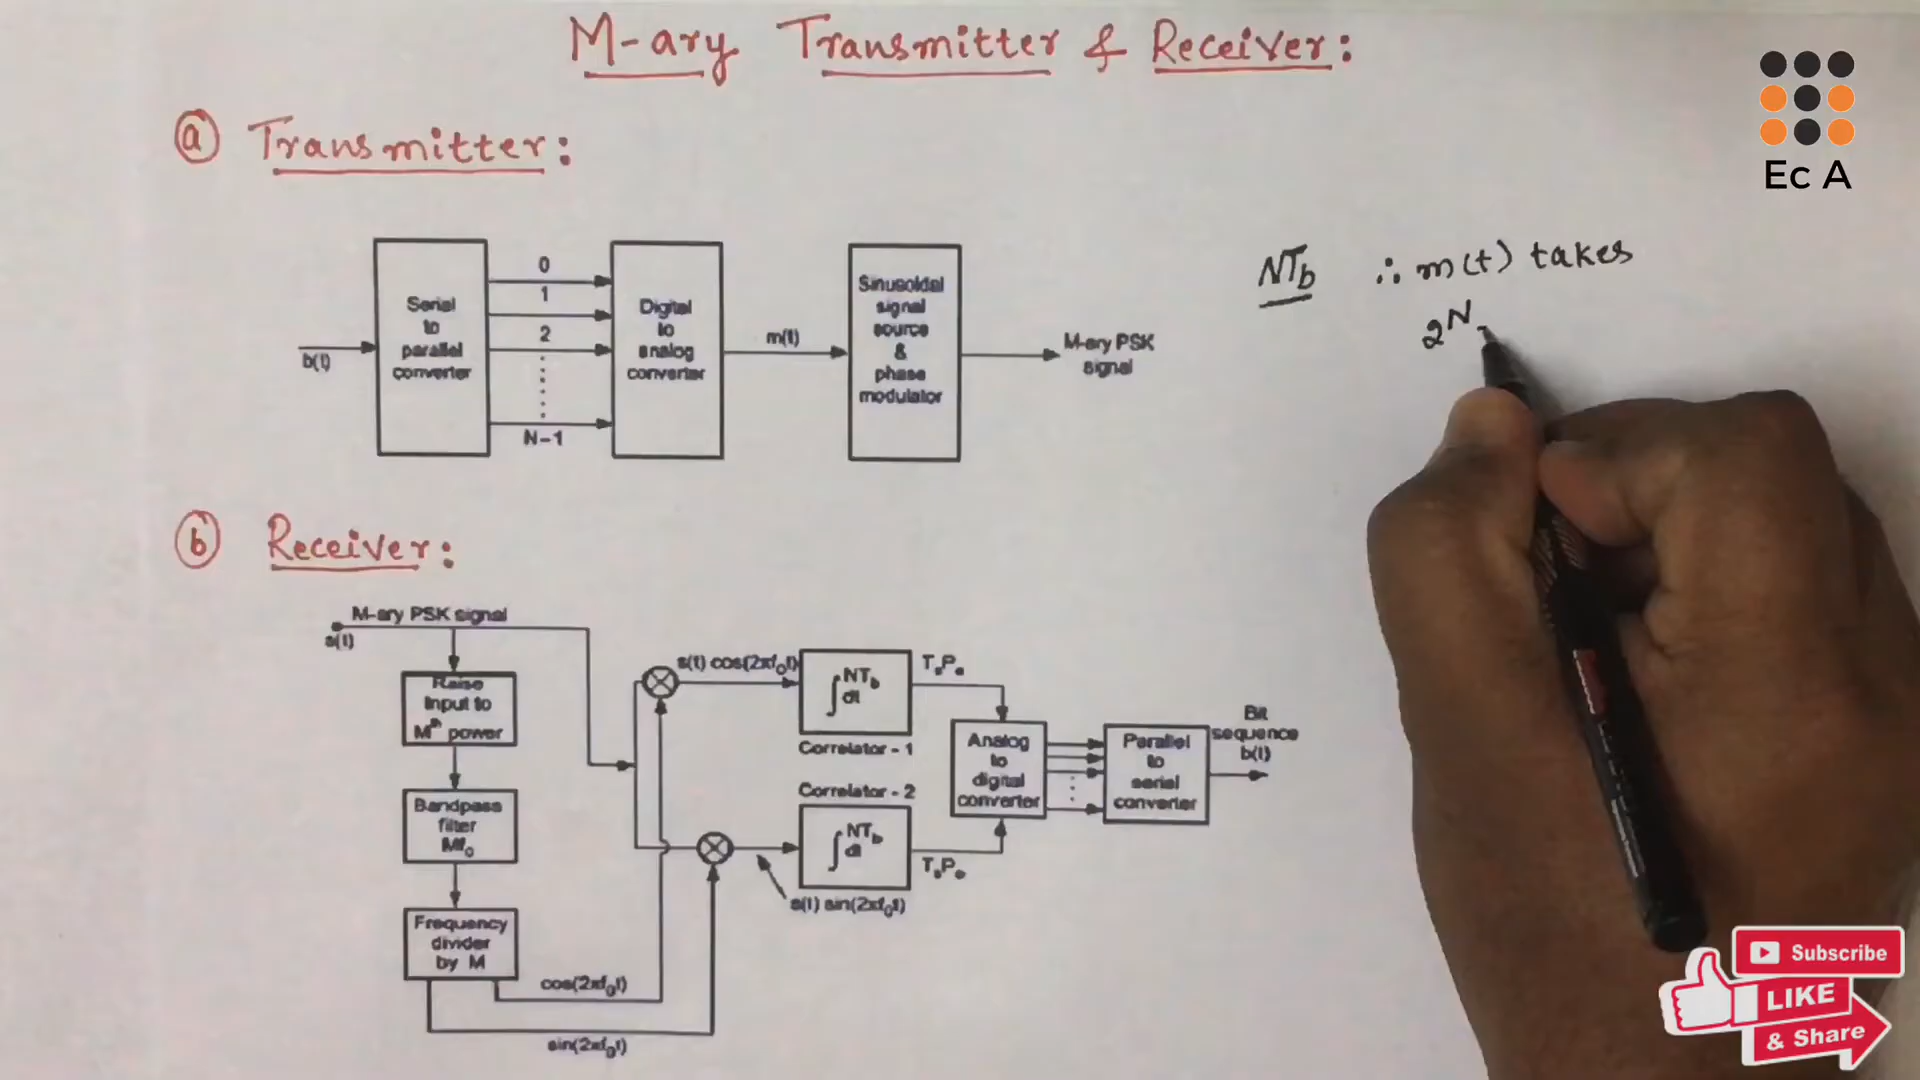 M-ary Transmitter & Receiver:
Ec A
a Transmitter:
b(t)
Serial
to
parallel
converter
0
1
2
N-1
Digital
to
analog
converter
m(t)
Sinusoidal
signal
source
&
phase
modulator
M-ary PSK
signal
NTb ∴ m(t) takes
2^N
b Receiver:
M-ary PSK signal
s(t)
Raise
Input to
Mth power
Bandpass
filter
Mf0
Frequency
divider
by M
cos(2πf0t)
sin(2πf0t)
s(t) cos(2πf0t)
∫NTb
dt
Correlator - 1
Correlator - 2
∫NTb
dt
s(t) sin(2πf0t)
Analog
to
digital
converter
Parallel
to
serial
converter
Bit
sequence
b(t)
Subscribe
LIKE
& Share